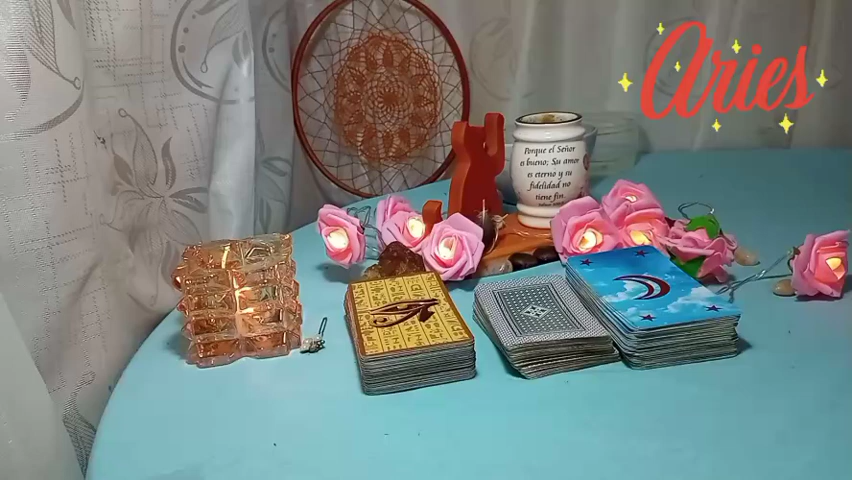 Aries
Porque el Señor
es bueno; Su amor
es eterno y su
fidelidad no
tiene fin.